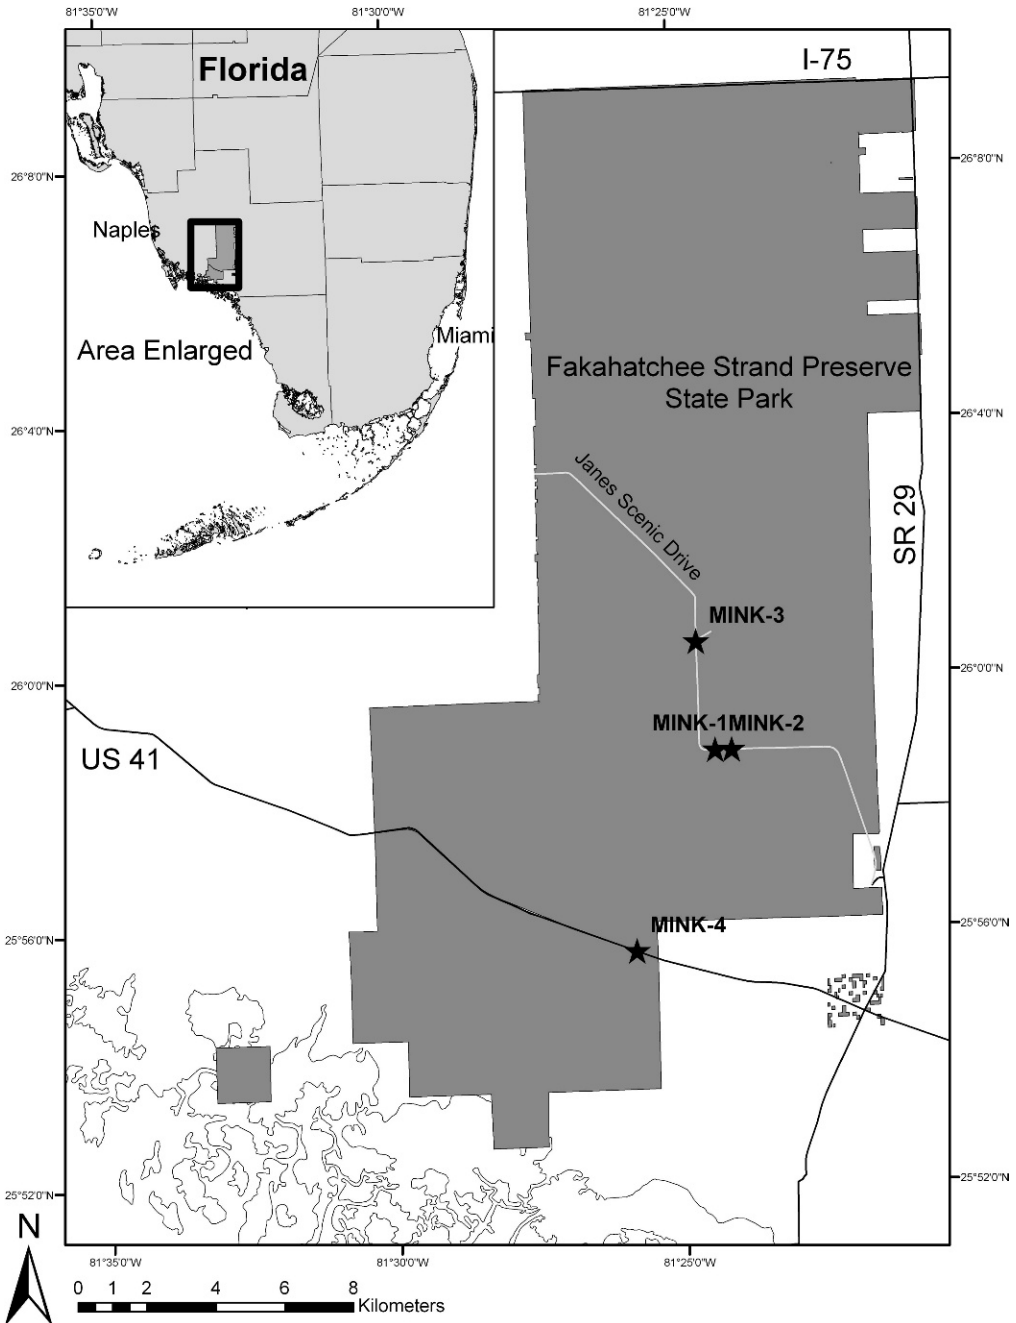 81°35'0"W
81°30'0"W
81°25'0"W
I-75
Florida
26°8'0"N
26°8'0"N
Naples
Miami
Area Enlarged
Fakahatchee Strand Preserve
State Park
26°4'0"N
26°4'0"N
Janes Scenic Drive
SR 29
MINK-3
26°0'0"N
26°0'0"N
MINK-1
MINK-2
US 41
MINK-4
25°56'0"N
25°56'0"N
25°52'0"N
25°52'0"N
N
81°35'0"W
81°30'0"W
81°25'0"W
0 1 2 4 6 8
Kilometers